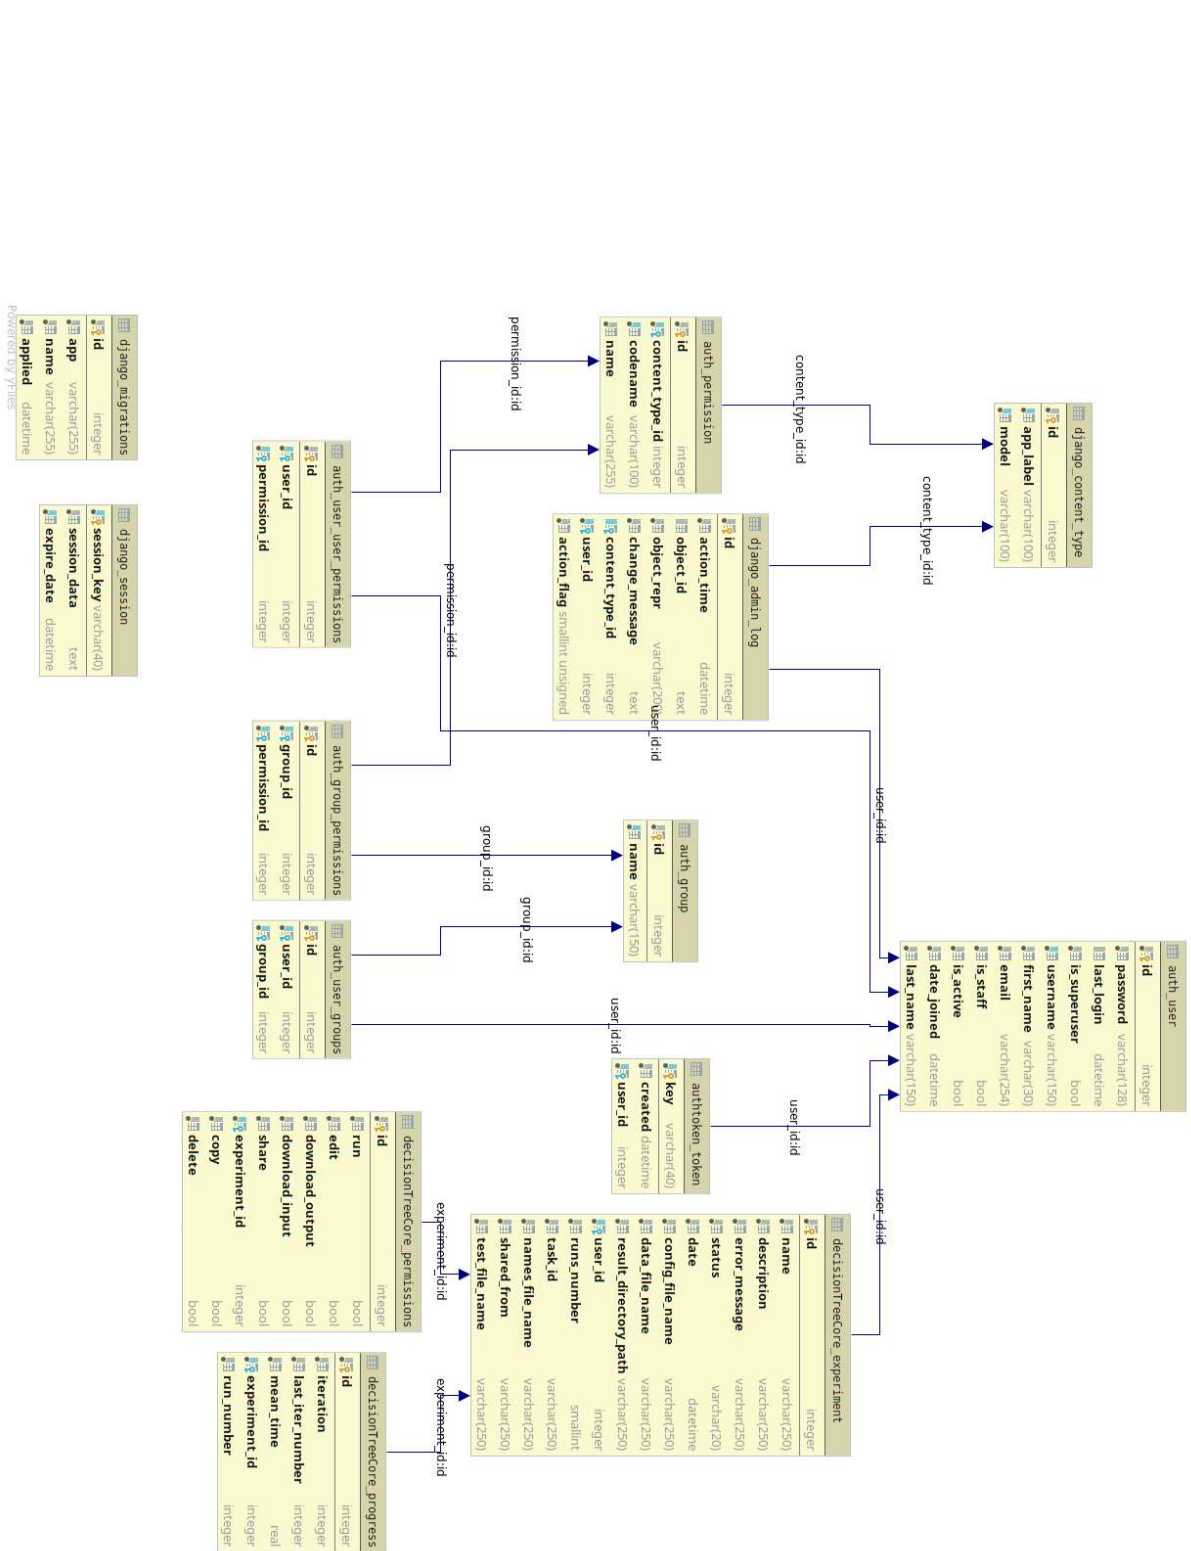 django_content_type
id integer
app_label varchar(100)
model varchar(100)
content_type_id:id
content_type_id:id
auth_user
id integer
password varchar(128)
last_login datetime
is_superuser bool
username varchar(150)
first_name varchar(30)
email varchar(254)
is_staff bool
is_active bool
date_joined datetime
last_name varchar(150)
auth_permission
id integer
content_type_id integer
codename varchar(100)
name varchar(255)
django_admin_log
id integer
action_time datetime
object_id text
object_repr varchar(200)
change_message text
content_type_id integer
user_id integer
action_flag smallint unsigned
user_id:id
user_id:id
user_id:id
user_id:id
user_id:id
auth_group
id integer
name varchar(150)
authtoken_token
key varchar(40)
created datetime
user_id integer
decisionTreeCore_experiment
id integer
name varchar(250)
description varchar(250)
error_message varchar(250)
status varchar(20)
date datetime
config_file_name varchar(250)
data_file_name varchar(250)
result_directory_path varchar(250)
user_id integer
runs_number smallint
task_id varchar(250)
names_file_name varchar(250)
shared_from varchar(250)
test_file_name varchar(250)
permission_id:id
permission_id:id
group_id:id
group_id:id
experiment_id:id
experiment_id:id
auth_user_user_permissions
id integer
user_id integer
permission_id integer
auth_group_permissions
id integer
group_id integer
permission_id integer
auth_user_groups
id integer
user_id integer
group_id integer
decisionTreeCore_permissions
id integer
run bool
edit bool
download_output bool
download_input bool
share bool
experiment_id integer
copy bool
delete bool
decisionTreeCore_progress
id integer
iteration integer
last_iter_number integer
mean_time real
experiment_id integer
run_number integer
django_migrations
id integer
app varchar(255)
name varchar(255)
applied datetime
django_session
session_key varchar(40)
session_data text
expire_date datetime
Powered by yFiles